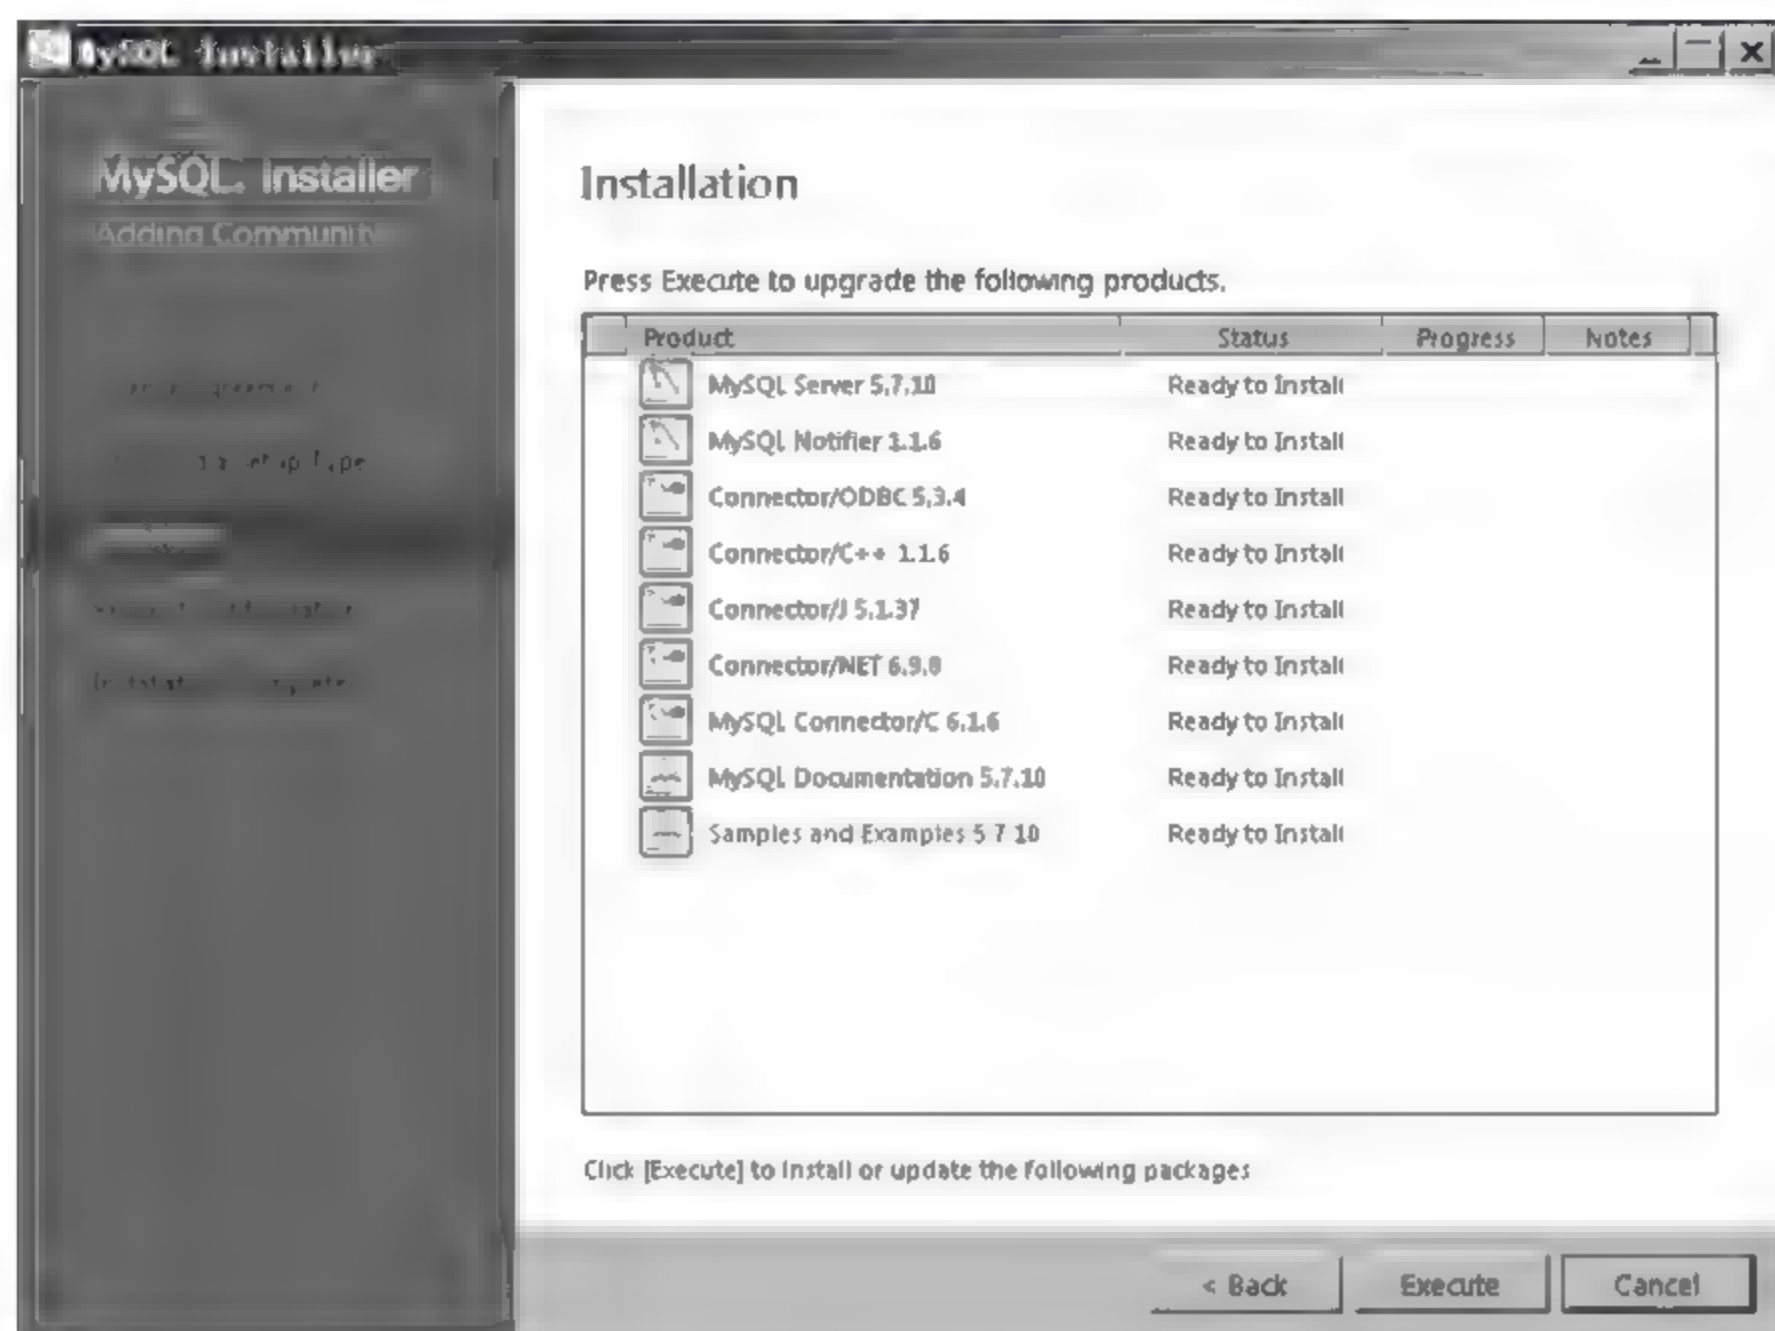 MySQL Installer
MySQL. Installer
Adding Community
Installation
Press Execute to upgrade the following products.
Product Status Progress Notes
MySQL Server 5.7.10 Ready to Install
MySQL Notifier 1.1.6 Ready to Install
Connector/ODBC 5.3.4 Ready to Install
Connector/C++ 1.1.6 Ready to Install
Connector/J 5.1.37 Ready to Install
Connector/NET 6.9.8 Ready to Install
MySQL Connector/C 6.1.6 Ready to Install
MySQL Documentation 5.7.10 Ready to Install
Samples and Examples 5 7 10 Ready to Install
Click [Execute] to install or update the following packages
< Back Execute Cancel